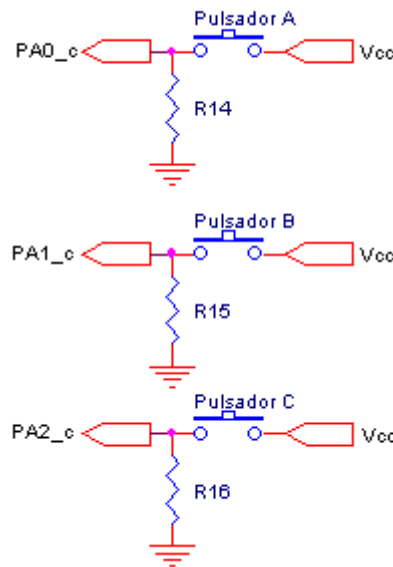 Pulsador A
PA0_c
Vcc
R14
Pulsador B
PA1_c
Vcc
R15
Pulsador C
PA2_c
Vcc
R16